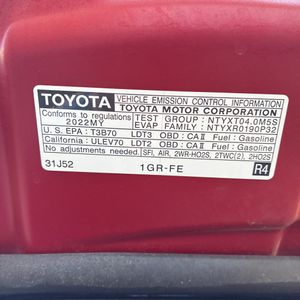 TOYOTA VEHICLE EMISSION CONTROL INFORMATION
TOYOTA MOTOR CORPORATION
Conforms to regulations TEST GROUP : NTYXT04.0M5S
2022MY EVAP FAMILY : NTYXR0190P32
U. S. EPA : T3B70 LDT3 OBD : CAⅡ Fuel : Gasoline
California: ULEV70 LDT2 OBD : CAⅡ Fuel : Gasoline
No adjustments needed. SFI, AIR, 2WR-HO2S, 2TWC(2), 2HO2S
31J52 1GR-FE R4